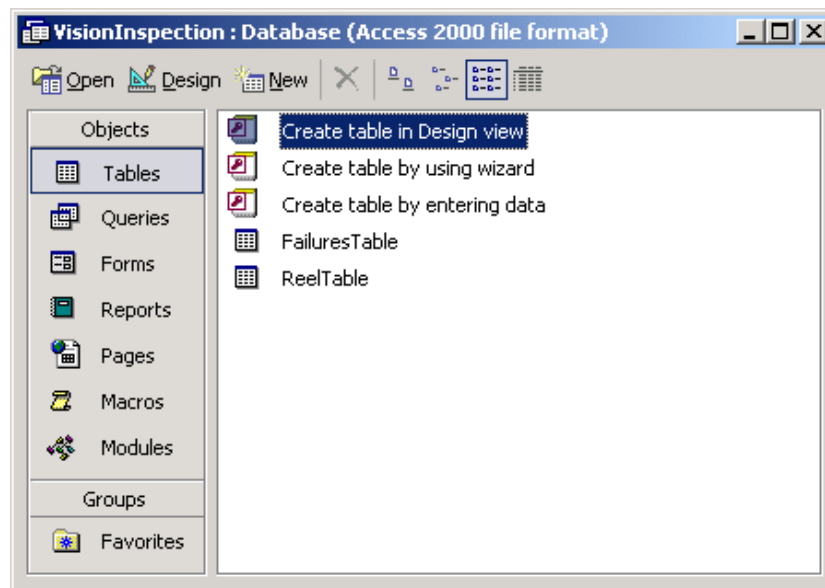 VisionInspection : Database (Access 2000 file format)
Open Design New
Objects
Tables
Queries
Forms
Reports
Pages
Macros
Modules
Groups
Favorites
Create table in Design view
Create table by using wizard
Create table by entering data
FailuresTable
ReelTable